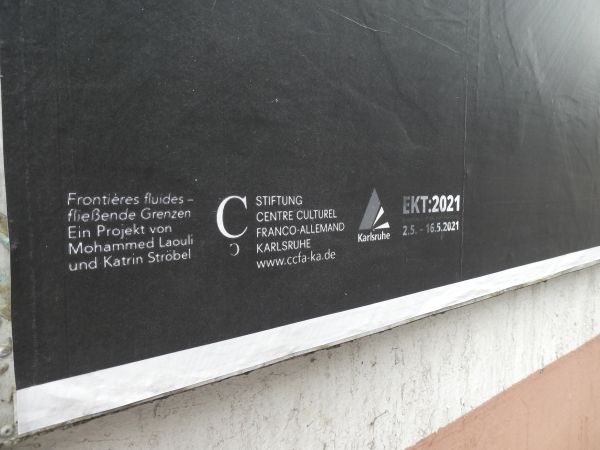 Frontières fluides –
fließende Grenzen
Ein Projekt von
Mohammed Laouli
und Katrin Ströbel
STIFTUNG
CENTRE CULTUREL
FRANCO-ALLEMAND
KARLSRUHE
www.ccfa-ka.de
Karlsruhe
EKT:2021
2.5. - 16.5.2021